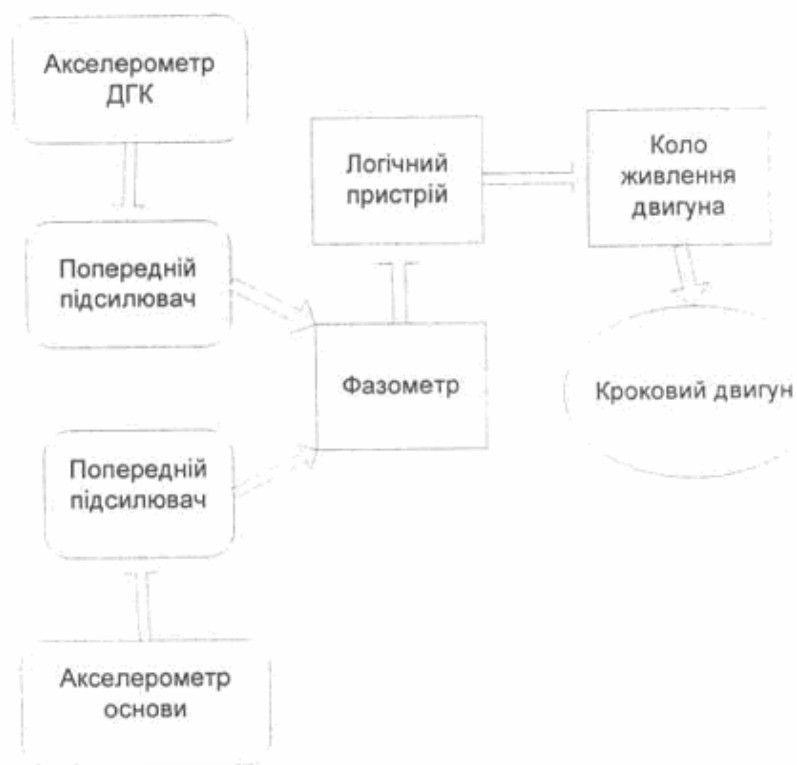 Акселерометр
ДГК
Попередній
підсилювач
Логічний
пристрій
Коло
живлення
двигуна
Фазометр
Кроковий двигун
Попередній
підсилювач
Акселерометр
основи